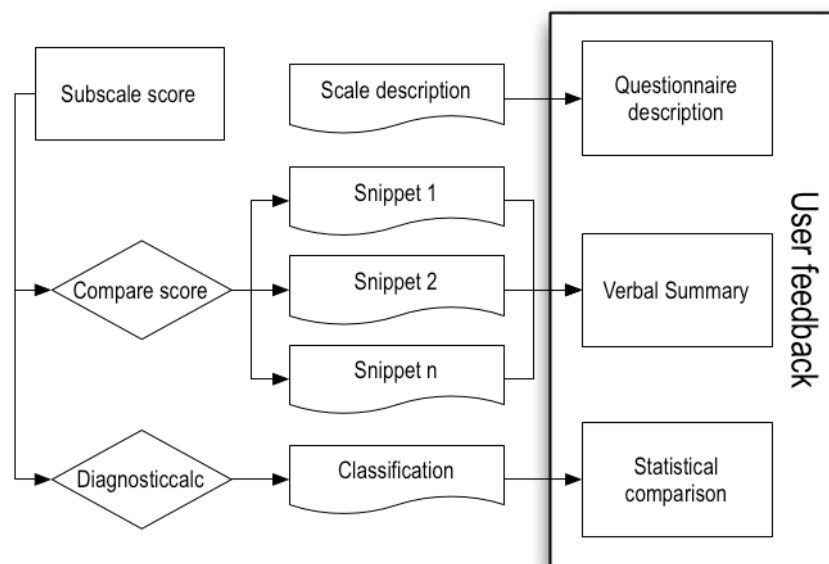 Subscale score
Scale description
Questionnaire
description
Snippet 1
Compare score
Snippet 2
Verbal Summary
Snippet n
Diagnosticcalc
Classification
Statistical
comparison
User feedback